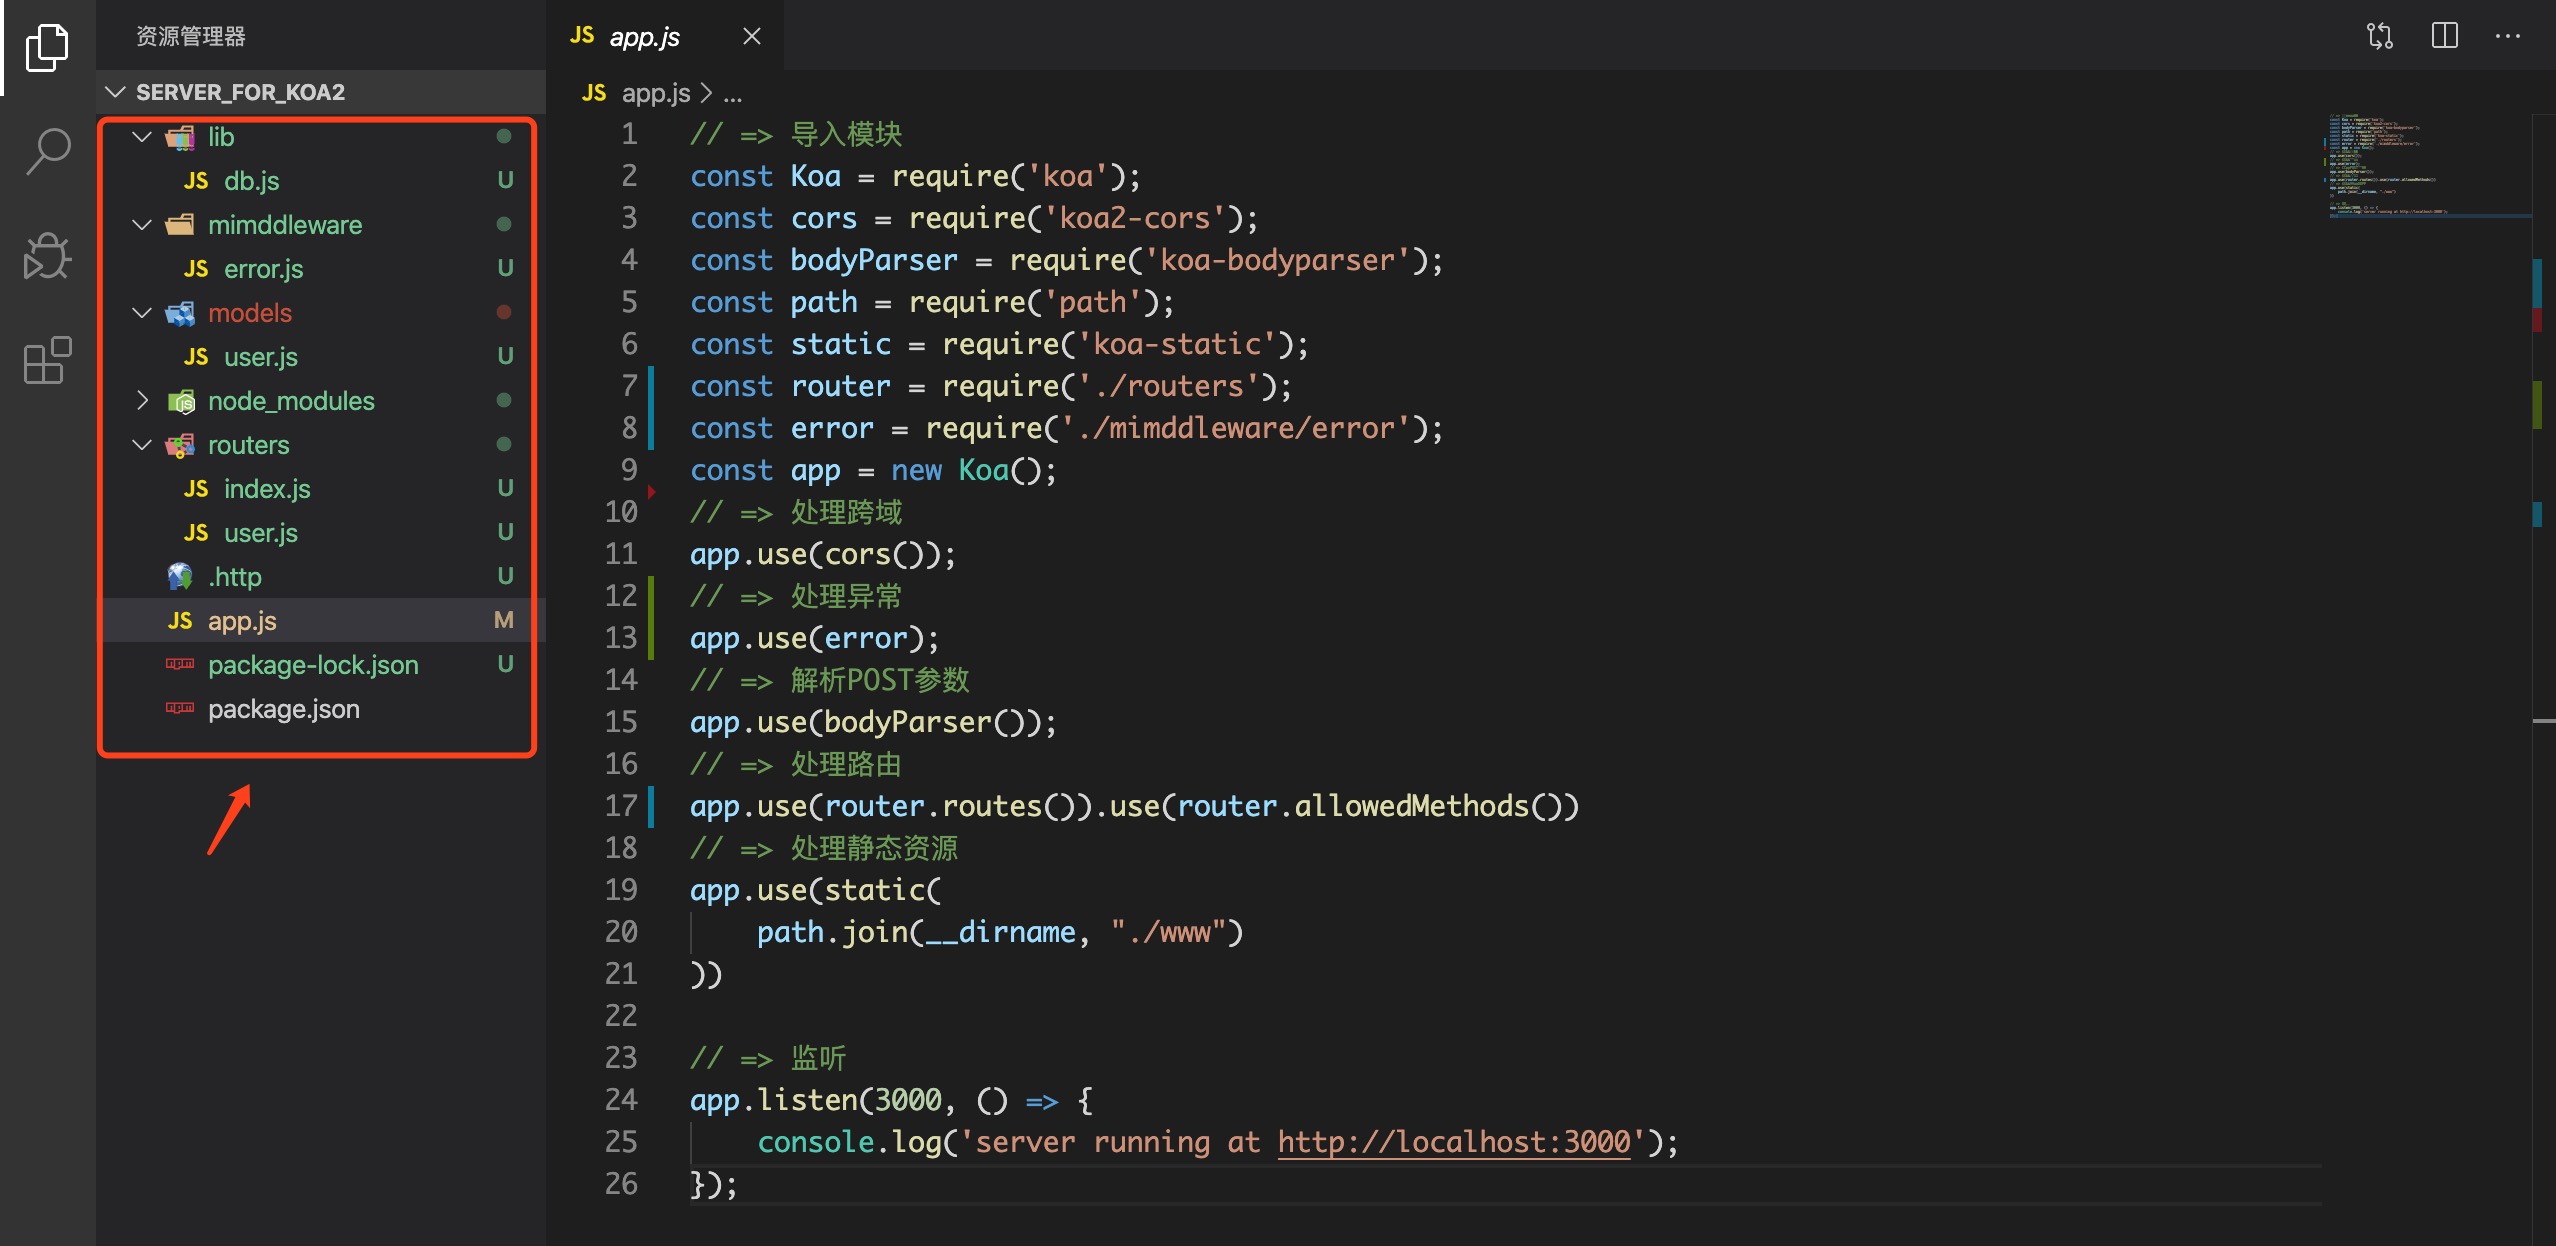 资源管理器
SERVER_FOR_KOA2
lib
JS db.js U
mimddleware
JS error.js U
models
JS user.js U
node_modules
routers
JS index.js U
JS user.js U
.http U
JS app.js M
package-lock.json U
package.json
JS app.js
JS app.js > ...
1 // => 导入模块
2 const Koa = require('koa');
3 const cors = require('koa2-cors');
4 const bodyParser = require('koa-bodyparser');
5 const path = require('path');
6 const static = require('koa-static');
7 const router = require('./routers');
8 const error = require('./mimddleware/error');
9 const app = new Koa();
10 // => 处理跨域
11 app.use(cors());
12 // => 处理异常
13 app.use(error);
14 // => 解析POST参数
15 app.use(bodyParser());
16 // => 处理路由
17 app.use(router.routes()).use(router.allowedMethods())
18 // => 处理静态资源
19 app.use(static(
20 path.join(__dirname, "./www")
21 ))
22
23 // => 监听
24 app.listen(3000, () => {
25 console.log('server running at http://localhost:3000');
26 });